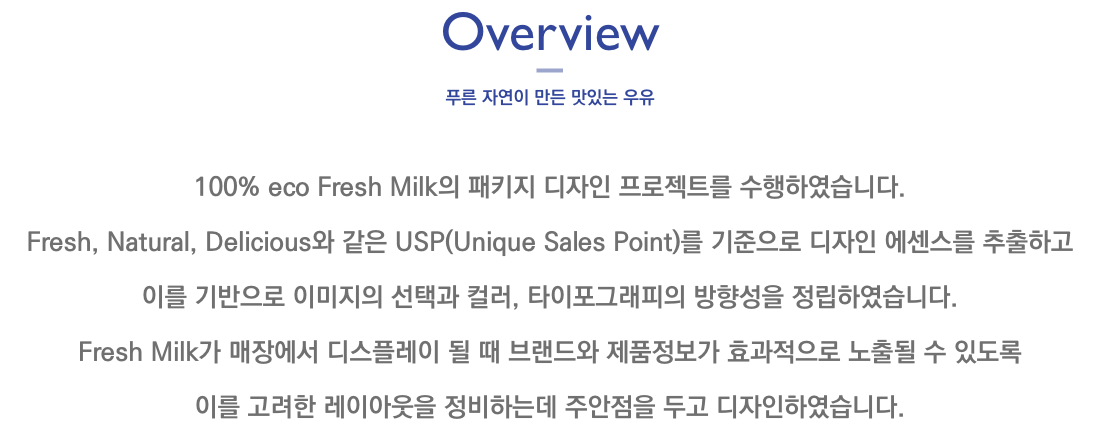 Overview
푸른 자연이 만든 맛있는 우유
100% eco Fresh Milk의 패키지 디자인 프로젝트를 수행하였습니다.
Fresh, Natural, Delicious와 같은 USP(Unique Sales Point)를 기준으로 디자인 에센스를 추출하고
이를 기반으로 이미지의 선택과 컬러, 타이포그래피의 방향성을 정립하였습니다.
Fresh Milk가 매장에서 디스플레이 될 때 브랜드와 제품정보가 효과적으로 노출될 수 있도록
이를 고려한 레이아웃을 정비하는데 주안점을 두고 디자인하였습니다.